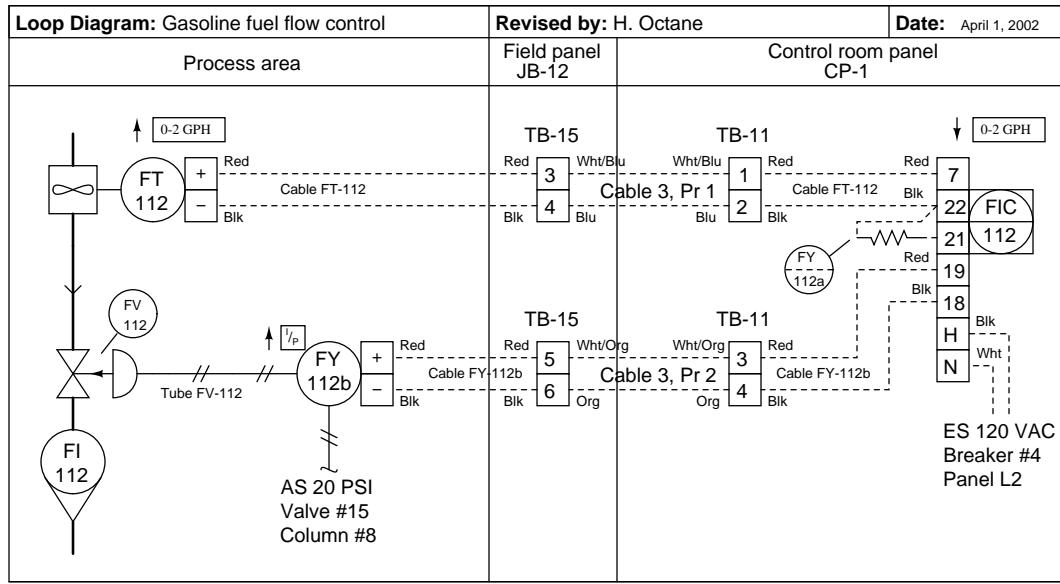 Loop Diagram: Gasoline fuel flow control
Revised by: H. Octane
Date: April 1, 2002
Process area
Field panel
JB-12
Control room panel
CP-1
0-2 GPH
TB-15
TB-11
0-2 GPH
FT
112
+
−
Red
Blk
Cable FT-112
Red
Blk
3
4
Wht/Blu
Blu
Cable 3, Pr 1
Wht/Blu
Blu
1
2
Red
Blk
Cable FT-112
Red
Blk
7
22
21
19
18
H
N
FIC
112
FY
112a
Red
Blk
Blk
Wht
ES 120 VAC
Breaker #4
Panel L2
FV
112
Tube FV-112
I/P
FY
112b
+
−
Red
Blk
Cable FY-112b
TB-15
Red
Blk
5
6
Wht/Org
Org
Cable 3, Pr 2
TB-11
Wht/Org
Org
3
4
Red
Blk
Cable FY-112b
FI
112
AS 20 PSI
Valve #15
Column #8